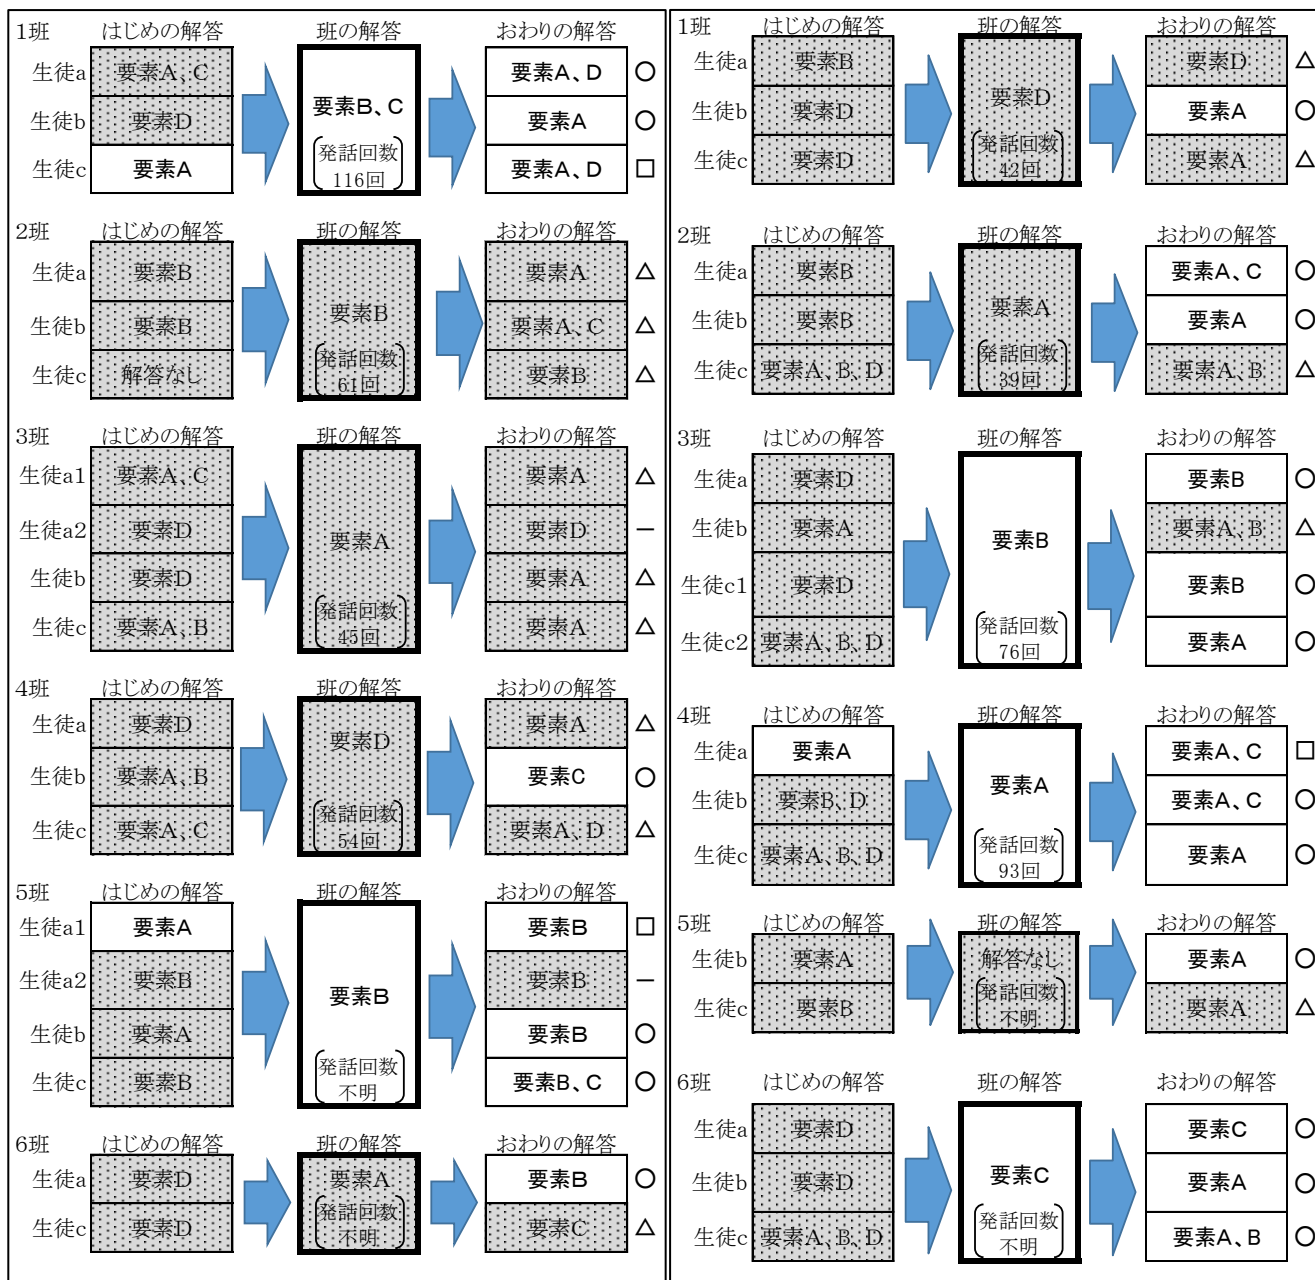 1班 はじめの解答 班の解答 おわりの解答
生徒a 要素A、C 要素A、D ○
生徒b 要素D 要素B、C 要素A ○
生徒c 要素A 発話回数 116回 要素A、D □
2班 はじめの解答 班の解答 おわりの解答
生徒a 要素B 要素A △
生徒b 要素B 要素B 要素A、C △
生徒c 解答なし 発話回数 61回 要素B △
3班 はじめの解答 班の解答 おわりの解答
生徒a1 要素A、C 要素A △
生徒a2 要素D 要素A 要素D −
生徒b 要素D 要素A △
生徒c 要素A、B 発話回数 45回 要素A △
4班 はじめの解答 班の解答 おわりの解答
生徒a 要素D 要素D 要素A △
生徒b 要素A、B 要素C ○
生徒c 要素A、C 発話回数 54回 要素A、D △
5班 はじめの解答 班の解答 おわりの解答
生徒a1 要素A 要素B □
生徒a2 要素B 要素B 要素B −
生徒b 要素A 要素B ○
生徒c 要素B 発話回数 不明 要素B、C ○
6班 はじめの解答 班の解答 おわりの解答
生徒a 要素D 要素A 要素B ○
生徒c 要素D 発話回数 不明 要素C △
1班 はじめの解答 班の解答 おわりの解答
生徒a 要素B 要素D △
生徒b 要素D 要素D 要素A ○
生徒c 要素D 発話回数 42回 要素A △
2班 はじめの解答 班の解答 おわりの解答
生徒a 要素B 要素A、C ○
生徒b 要素B 要素A 要素A ○
生徒c 要素A、B、D 発話回数 39回 要素A、B △
3班 はじめの解答 班の解答 おわりの解答
生徒a 要素D 要素B ○
生徒b 要素A 要素B 要素A、B △
生徒c1 要素D 要素B ○
生徒c2 要素A、B、D 発話回数 76回 要素A ○
4班 はじめの解答 班の解答 おわりの解答
生徒a 要素A 要素A、C □
生徒b 要素B、D 要素A 要素A、C ○
生徒c 要素A、B、D 発話回数 93回 要素A ○
5班 はじめの解答 班の解答 おわりの解答
生徒b 要素A 解答なし 要素A ○
生徒c 要素B 発話回数 不明 要素A △
6班 はじめの解答 班の解答 おわりの解答
生徒a 要素D 要素C ○
生徒b 要素D 要素C 要素A ○
生徒c 要素A、B、D 発話回数 不明 要素A、B ○